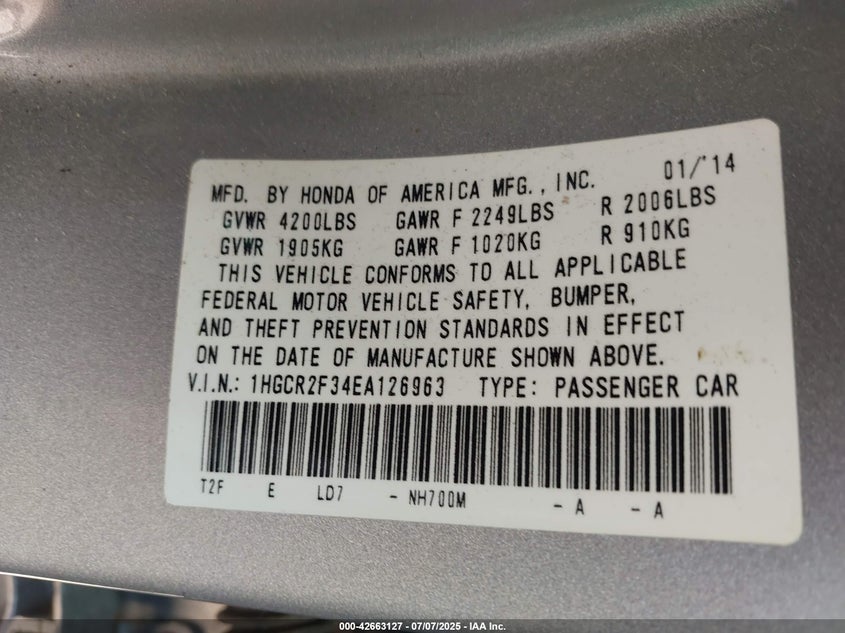 MFD. BY HONDA OF AMERICA MFG., INC. 01/'14
GVWR 4200LBS GAWR F 2249LBS R 2006LBS
GVWR 1905KG GAWR F 1020KG R 910KG
THIS VEHICLE CONFORMS TO ALL APPLICABLE
FEDERAL MOTOR VEHICLE SAFETY, BUMPER,
AND THEFT PREVENTION STANDARDS IN EFFECT
ON THE DATE OF MANUFACTURE SHOWN ABOVE.
V.I.N.: 1HGCR2F34EA126963 TYPE: PASSENGER CAR
T2F E LD7 - NH700M - A - A
000-42663127 - 07/07/2025 - IAA Inc.